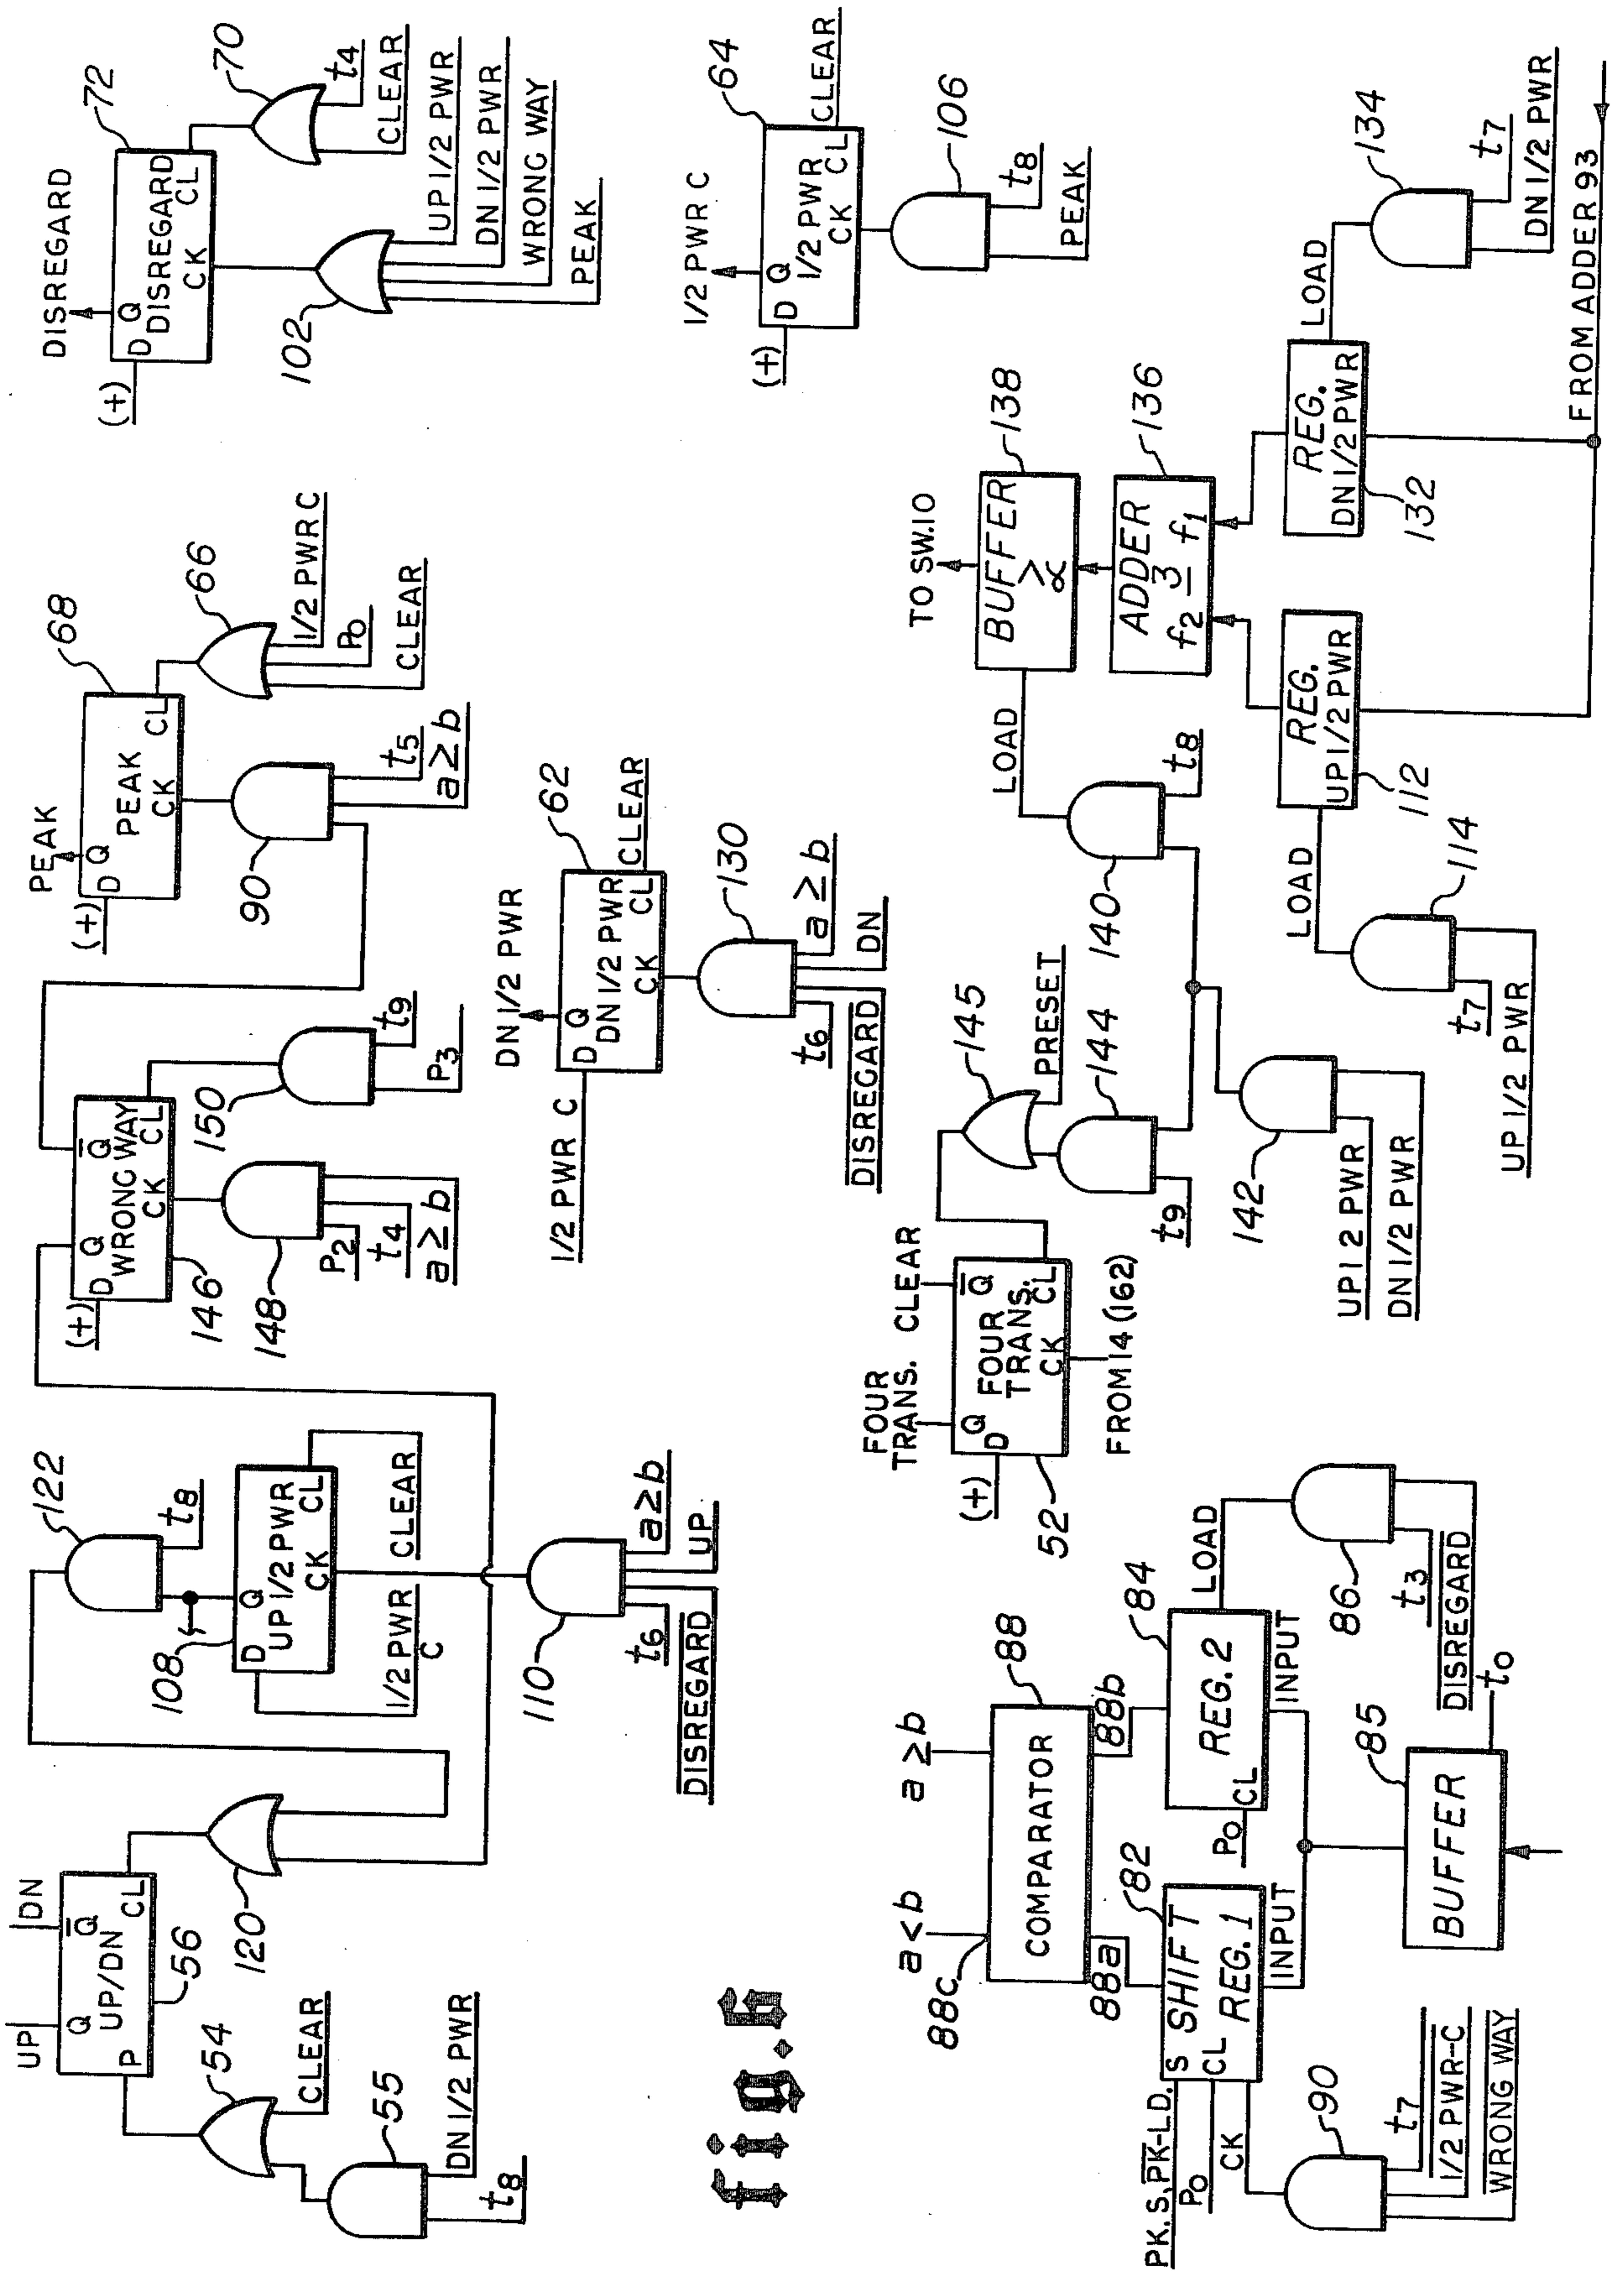 UP
DN
Q
Q̅
UP/DN
P
CL
56
54
CLEAR
55
t8
DN 1/2 PWR
120
122
t8
108
D
Q
UP 1/2 PWR
CK
CL
1/2 PWR C
CLEAR
110
t6
DISREGARD
UP
a≥b
(+)
D
Q
Q̅
WRONG WAY
CK
CL
146
148
P2
t4
a≥b
150
P3
t9
PEAK
(+)
D
Q
PEAK
CK
CL
68
66
1/2 PWR C
P0
CLEAR
90
t5
a≥b
DISREGARD
(+)
D
Q
DISREGARD
CK
CL
72
70
t4
CLEAR
102
UP 1/2 PWR
DN 1/2 PWR
WRONG WAY
PEAK
DN 1/2 PWR
1/2 PWR C
D
Q
DN 1/2 PWR
CK
CL
62
CLEAR
130
t6
DISREGARD
DN
a≥b
1/2 PWR C
(+)
D
Q
1/2 PWR
CK
CL
64
CLEAR
106
t8
PEAK
fig.6
a<b
a≥b
88c
COMPARATOR
88
88a
88b
PK.S,P̅K̅-LD.
P0
CK
S
SHIFT
CL
REG. 1
82
INPUT
90
t7
1/2 PWR-C
WRONG WAY
P0
CL
REG. 2
84
INPUT
LOAD
86
t3
DISREGARD
85
BUFFER
t0
FOUR
TRANS.
CLEAR
(+)
D
Q
Q̅
FOUR
TRANS.
CK
CL
52
FROM 14 (162)
145
PRESET
144
t9
142
UP 1 2 PWR
DN 1/2 PWR
140
t8
LOAD
TO SW.10
BUFFER
≥
α
138
ADDER
3
f2
f1
136
REG.
UP 1/2 PWR
112
LOAD
114
t7
UP 1/2 PWR
REG.
DN 1/2 PWR
132
LOAD
134
t7
DN 1/2 PWR
FROM ADDER 93